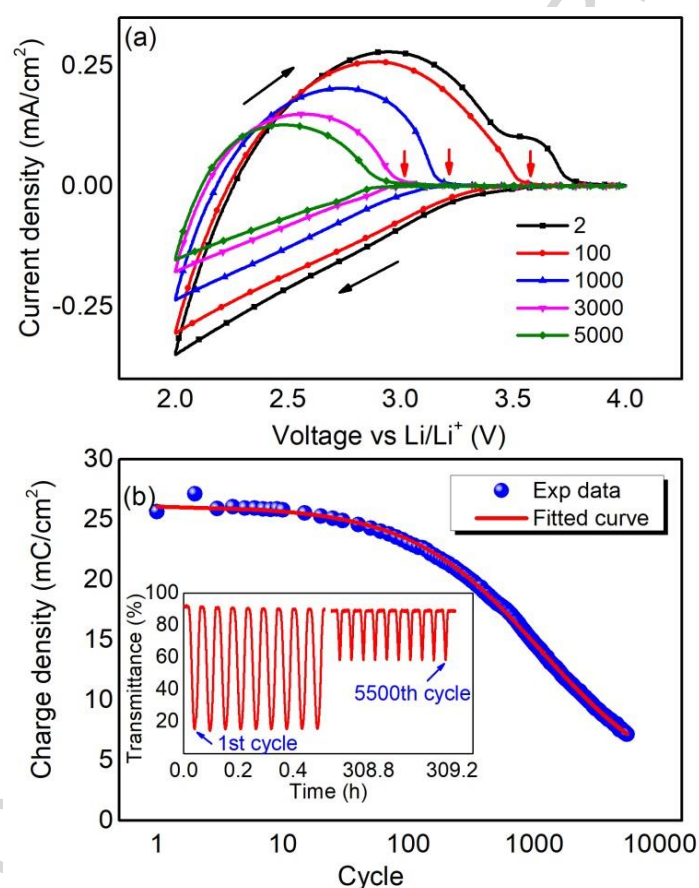 (a)
0.25
0.00
-0.25
Current density (mA/cm²)
2
100
1000
3000
5000
2.0 2.5 3.0 3.5 4.0
Voltage vs Li/Li⁺ (V)
30
25
20
15
10
5
0
Charge density (mC/cm²)
(b)
Exp data
Fitted curve
100
80
60
40
20
Transmittance (%)
5500th cycle
1st cycle
0.0 0.2 0.4 308.8 309.2
Time (h)
1 10 100 1000 10000
Cycle